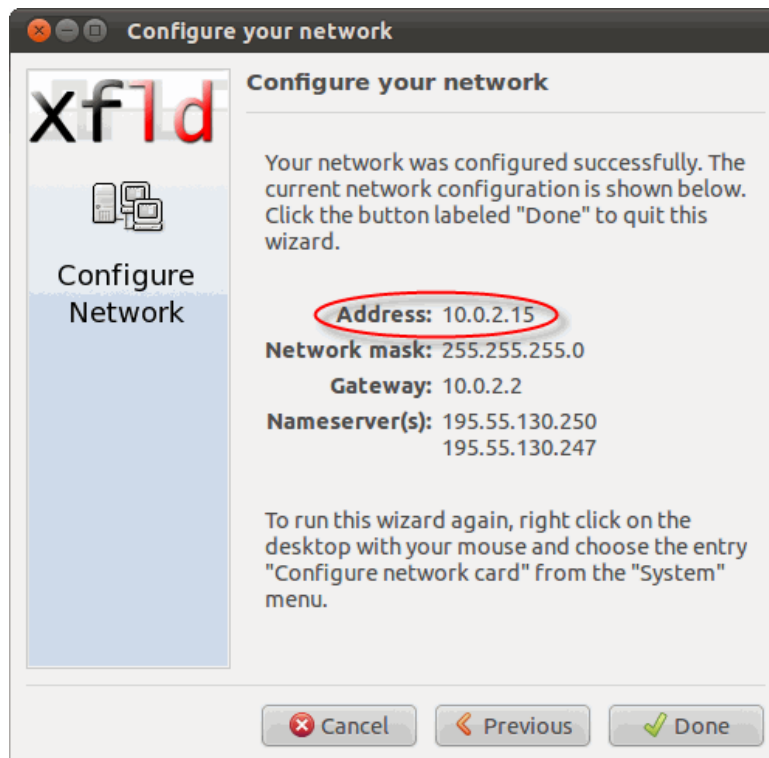 Configure your network
xfld
Configure
Network
Configure your network
Your network was configured successfully. The
current network configuration is shown below.
Click the button labeled "Done" to quit this
wizard.
Address: 10.0.2.15
Network mask: 255.255.255.0
Gateway: 10.0.2.2
Nameserver(s): 195.55.130.250
195.55.130.247
To run this wizard again, right click on the
desktop with your mouse and choose the entry
"Configure network card" from the "System"
menu.
Cancel Previous Done